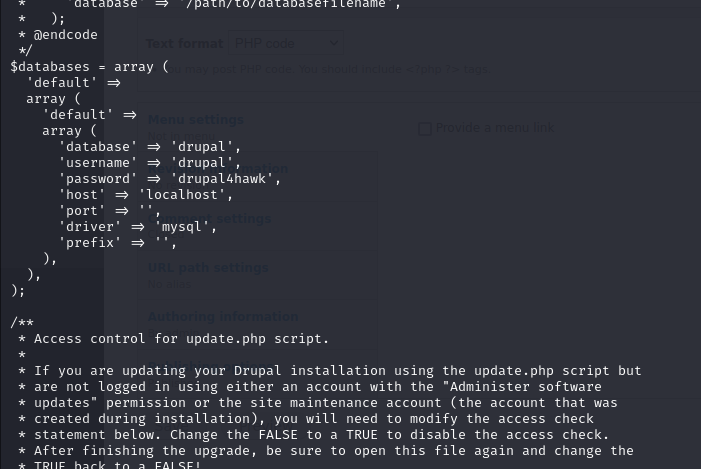 *     'database' => '/path/to/databasefilename',
 *   );
 * @endcode
 */
$databases = array (
  'default' =>
  array (
    'default' =>
    array (
      'database' => 'drupal',
      'username' => 'drupal',
      'password' => 'drupal4hawk',
      'host' => 'localhost',
      'port' => '',
      'driver' => 'mysql',
      'prefix' => '',
    ),
  ),
);
/**
 * Access control for update.php script.
 *
 * If you are updating your Drupal installation using the update.php script but
 * are not logged in using either an account with the "Administer software
 * updates" permission or the site maintenance account (the account that was
 * created during installation), you will need to modify the access check
 * statement below. Change the FALSE to a TRUE to disable the access check.
 * After finishing the upgrade, be sure to open this file again and change the
 * TRUE back to a FALSE!
Text format PHP code
Menu settings
Provide a menu link
Comment settings
URL path settings
Authoring information